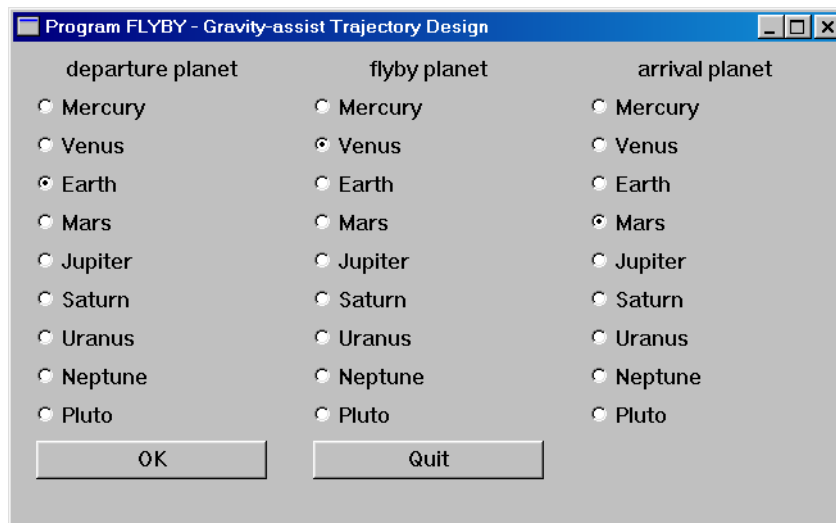 Program FLYBY - Gravity-assist Trajectory Design
departure planet flyby planet arrival planet
Mercury Mercury Mercury
Venus Venus Venus
Earth Earth Earth
Mars Mars Mars
Jupiter Jupiter Jupiter
Saturn Saturn Saturn
Uranus Uranus Uranus
Neptune Neptune Neptune
Pluto Pluto Pluto
OK Quit